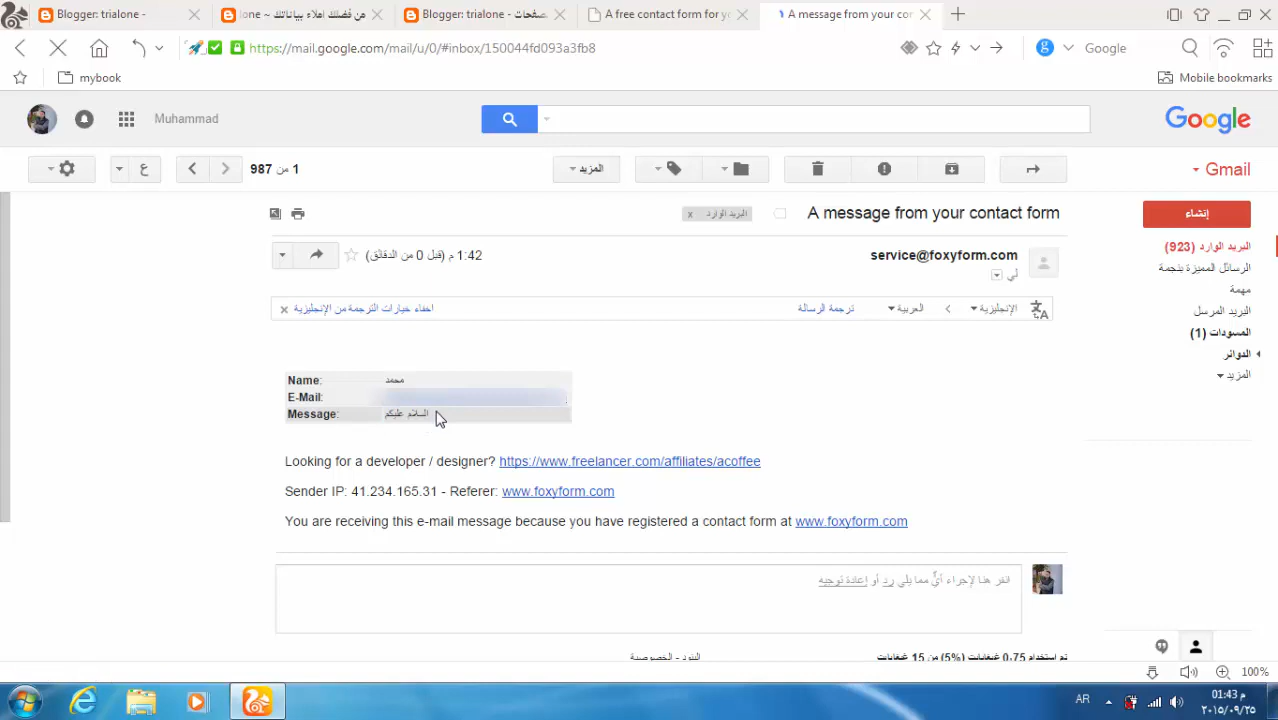 Blogger: trialone -
من فضلك املاء بياناتك ~ lone
Blogger: trialone - صفحات
A free contact form for y
A message from your cor
https://mail.google.com/mail/u/0/#inbox/150044fd093a3fb8
Google
mybook
Mobile bookmarks
Muhammad
Google
ع
1 من 987
المزيد
Gmail
البريد الوارد x
A message from your contact form
إنشاء
1:42 م (قبل 0 من الدقائق)
service@foxyform.com
لي
البريد الوارد (923)
الرسائل المميزة بنجمة
مهمة
البريد المرسل
المسودات (1)
الدوائر
المزيد
الإنجليزية
العربية
ترجمة الرسالة
اخفاء خيارات الترجمة من الإنجليزية x
Name: محمد
E-Mail:
Message: السلام عليكم
Looking for a developer / designer? https://www.freelancer.com/affiliates/acoffee
Sender IP: 41.234.165.31 - Referer: www.foxyform.com
You are receiving this e-mail message because you have registered a contact form at www.foxyform.com
انقر هنا لإجراء أيٍّ مما يلي رد أو إعادة توجيه
تم استخدام 0,75 غيغابايت (5%) من 15 غيغابايت
البنود - الخصوصية
100%
AR
01:43 م
٢٠١٥/٠٩/٢٥